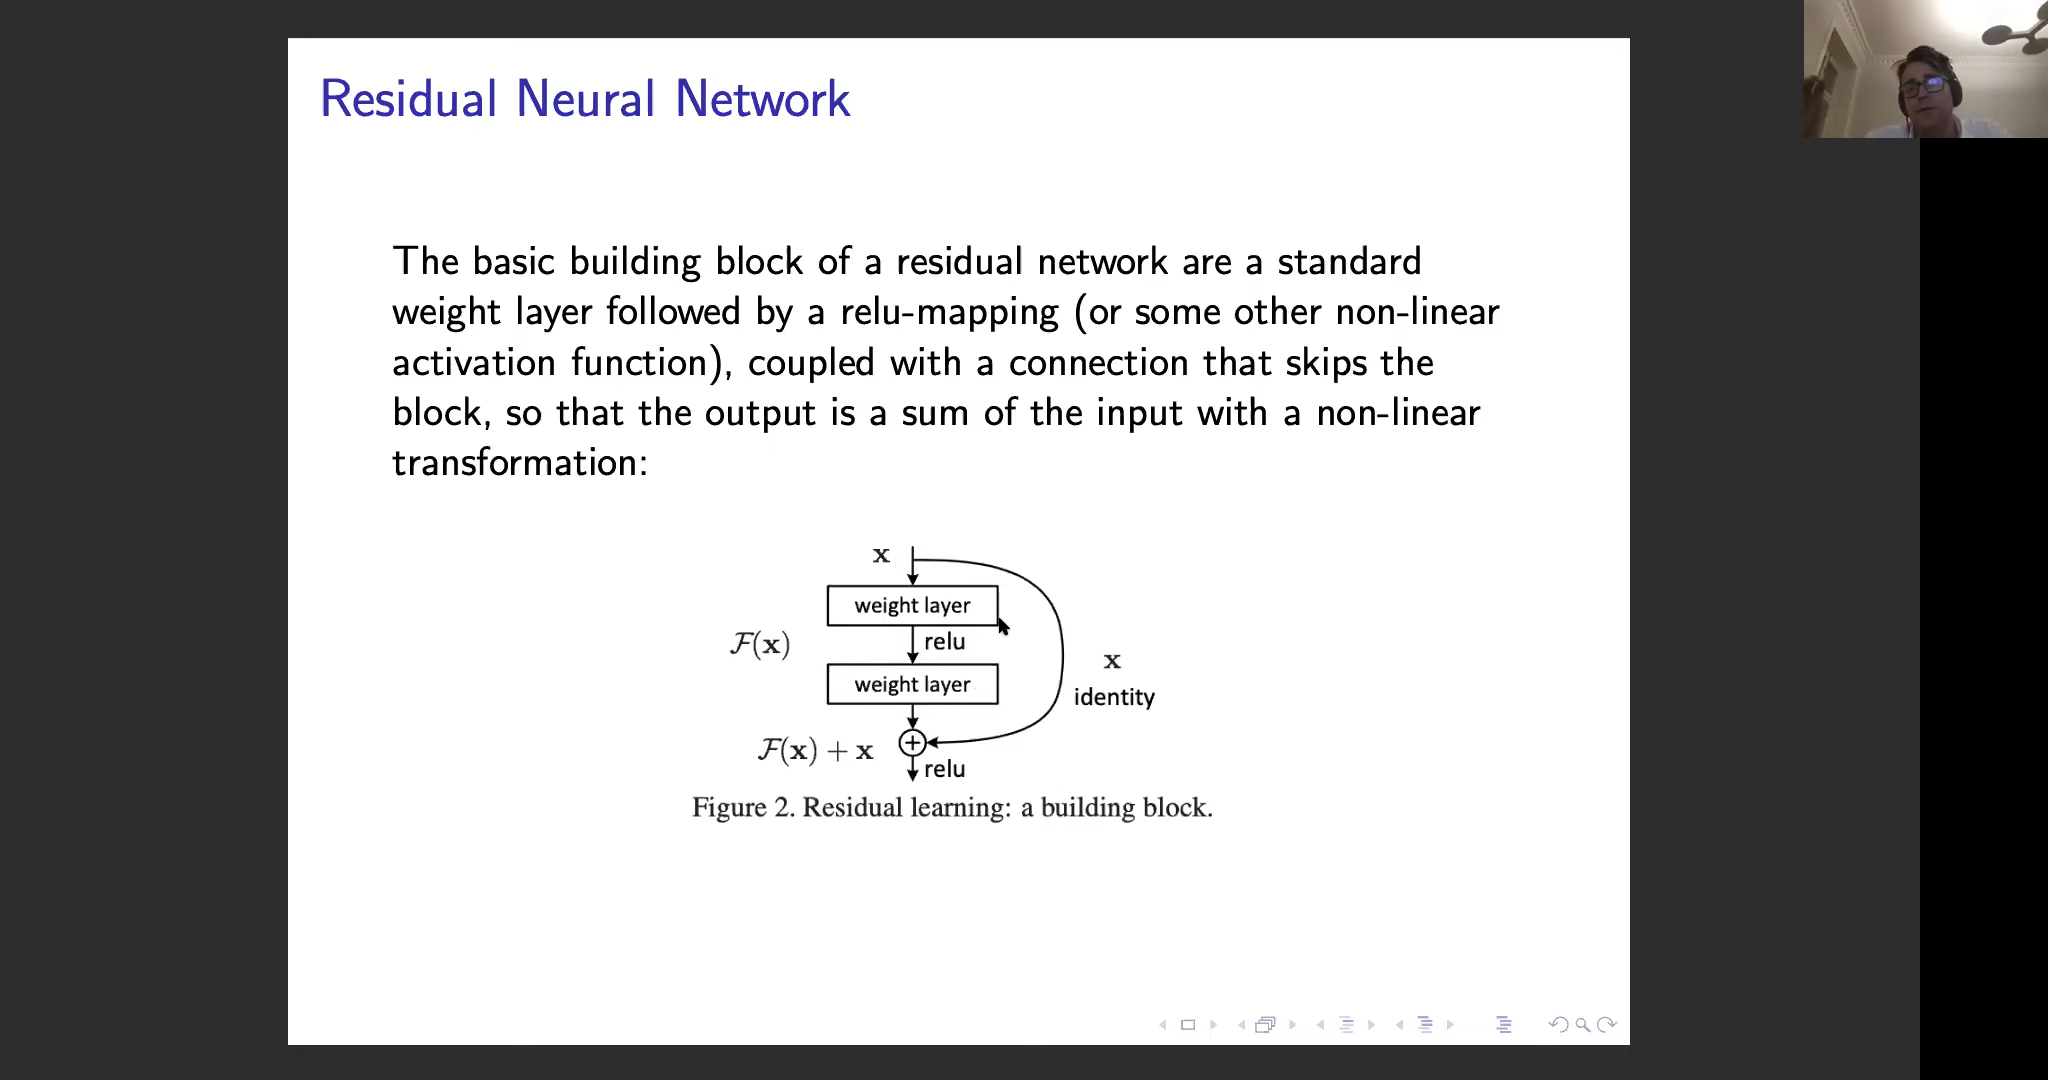 Residual Neural Network
The basic building block of a residual network are a standard
weight layer followed by a relu-mapping (or some other non-linear
activation function), coupled with a connection that skips the
block, so that the output is a sum of the input with a non-linear
transformation:
x
weight layer
F(x)
relu
x
weight layer
identity
F(x) + x
relu
Figure 2. Residual learning: a building block.